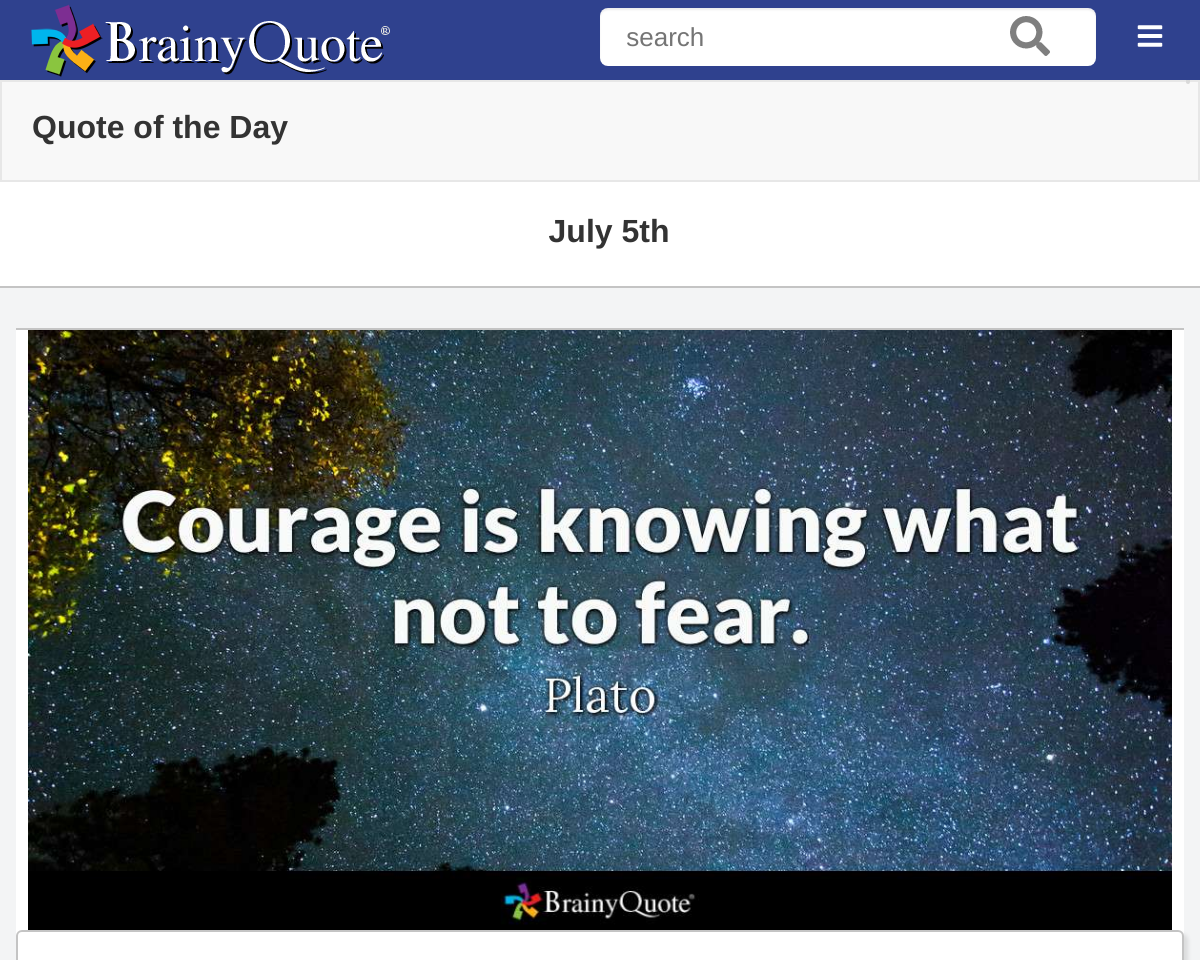 BrainyQuote®
search
Quote of the Day
July 5th
Courage is knowing what
not to fear.
Plato
BrainyQuote®